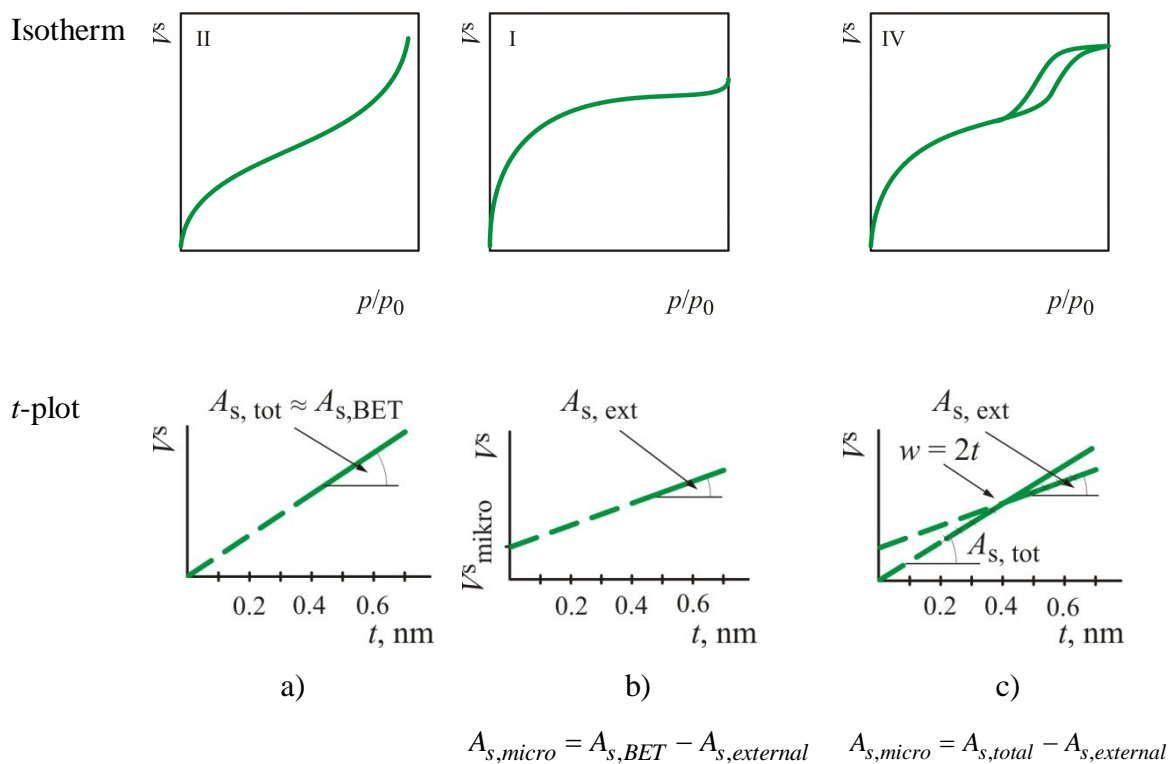 Isotherm
Vˢ II
p/p₀
Vˢ I
p/p₀
Vˢ IV
p/p₀
t-plot
Aₛ, ₜₒₜ ≈ Aₛ,BET
Vˢ
0.2 0.4 0.6
t, nm
a)
Aₛ, ₑₓₜ
Vˢ
Vˢmikro
0.2 0.4 0.6
t, nm
b)
Aₛ, ₑₓₜ
Vˢ
w = 2t
Aₛ, ₜₒₜ
0.2 0.4 0.6
t, nm
c)
Aₛ,micro = Aₛ,BET − Aₛ,external
Aₛ,micro = Aₛ,total − Aₛ,external